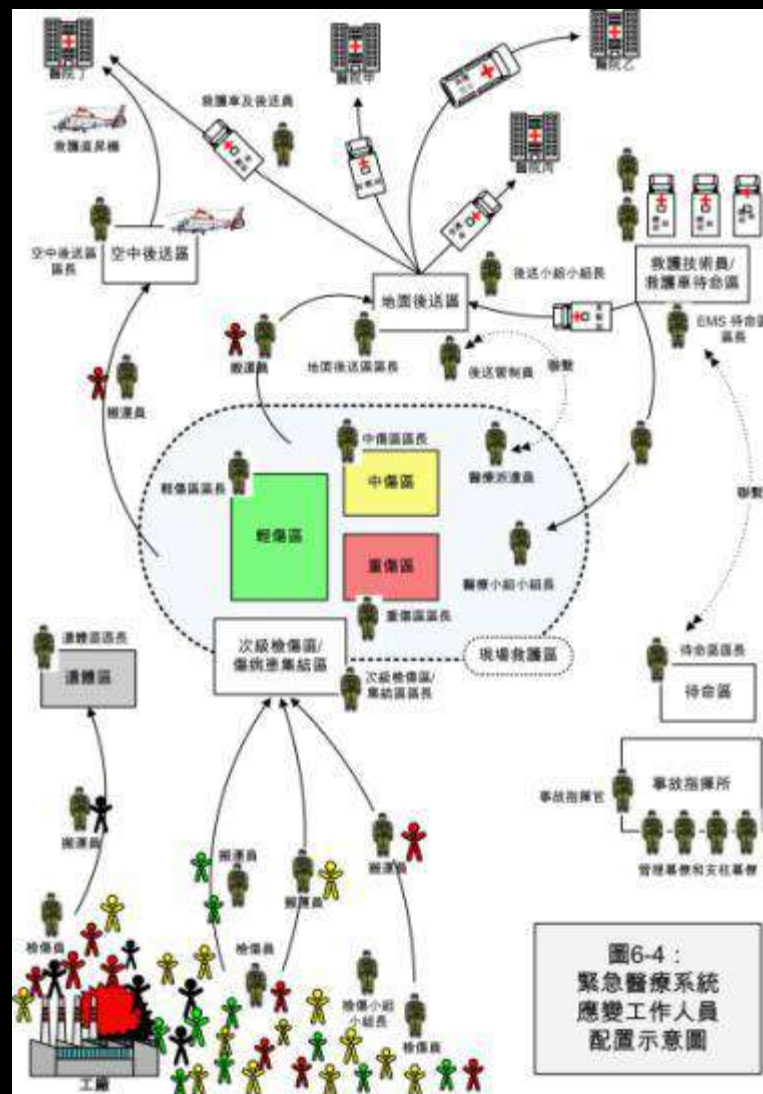 醫院丁
醫院甲
醫院乙
救護車及後送員
救護直昇機
醫院丙
空中後送區
空中後送區
區長
後送小組小組長
救護技術員/
救護車待命區
地面後送區
EMS 待命區
區長
搬運員
地面後送區區長
後送管制員
聯繫
搬運員
中傷區區長
輕傷區區長
中傷區
醫療派遣員
聯繫
輕傷區
重傷區
醫療小組小組長
重傷區區長
遺體區區長
次級檢傷區/
傷病患集結區
現場救護區
待命區區長
遺體區
次級檢傷區/
集結區區長
待命區
事故指揮所
事故指揮官
搬運員
搬運員
搬運員
搬運員
管理幕僚和支柱幕僚
檢傷員
檢傷員
檢傷小組
小組長
檢傷員
工廠
圖6-4：
緊急醫療系統
應變工作人員
配置示意圖